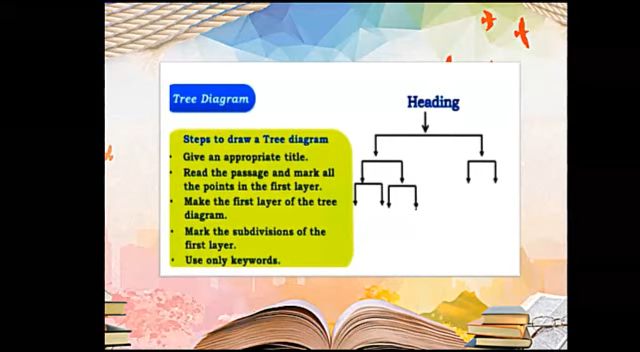 Tree Diagram
Heading
Steps to draw a Tree diagram
• Give an appropriate title.
• Read the passage and mark all
the points in the first layer.
• Make the first layer of the tree
diagram.
• Mark the subdivisions of the
first layer.
• Use only keywords.